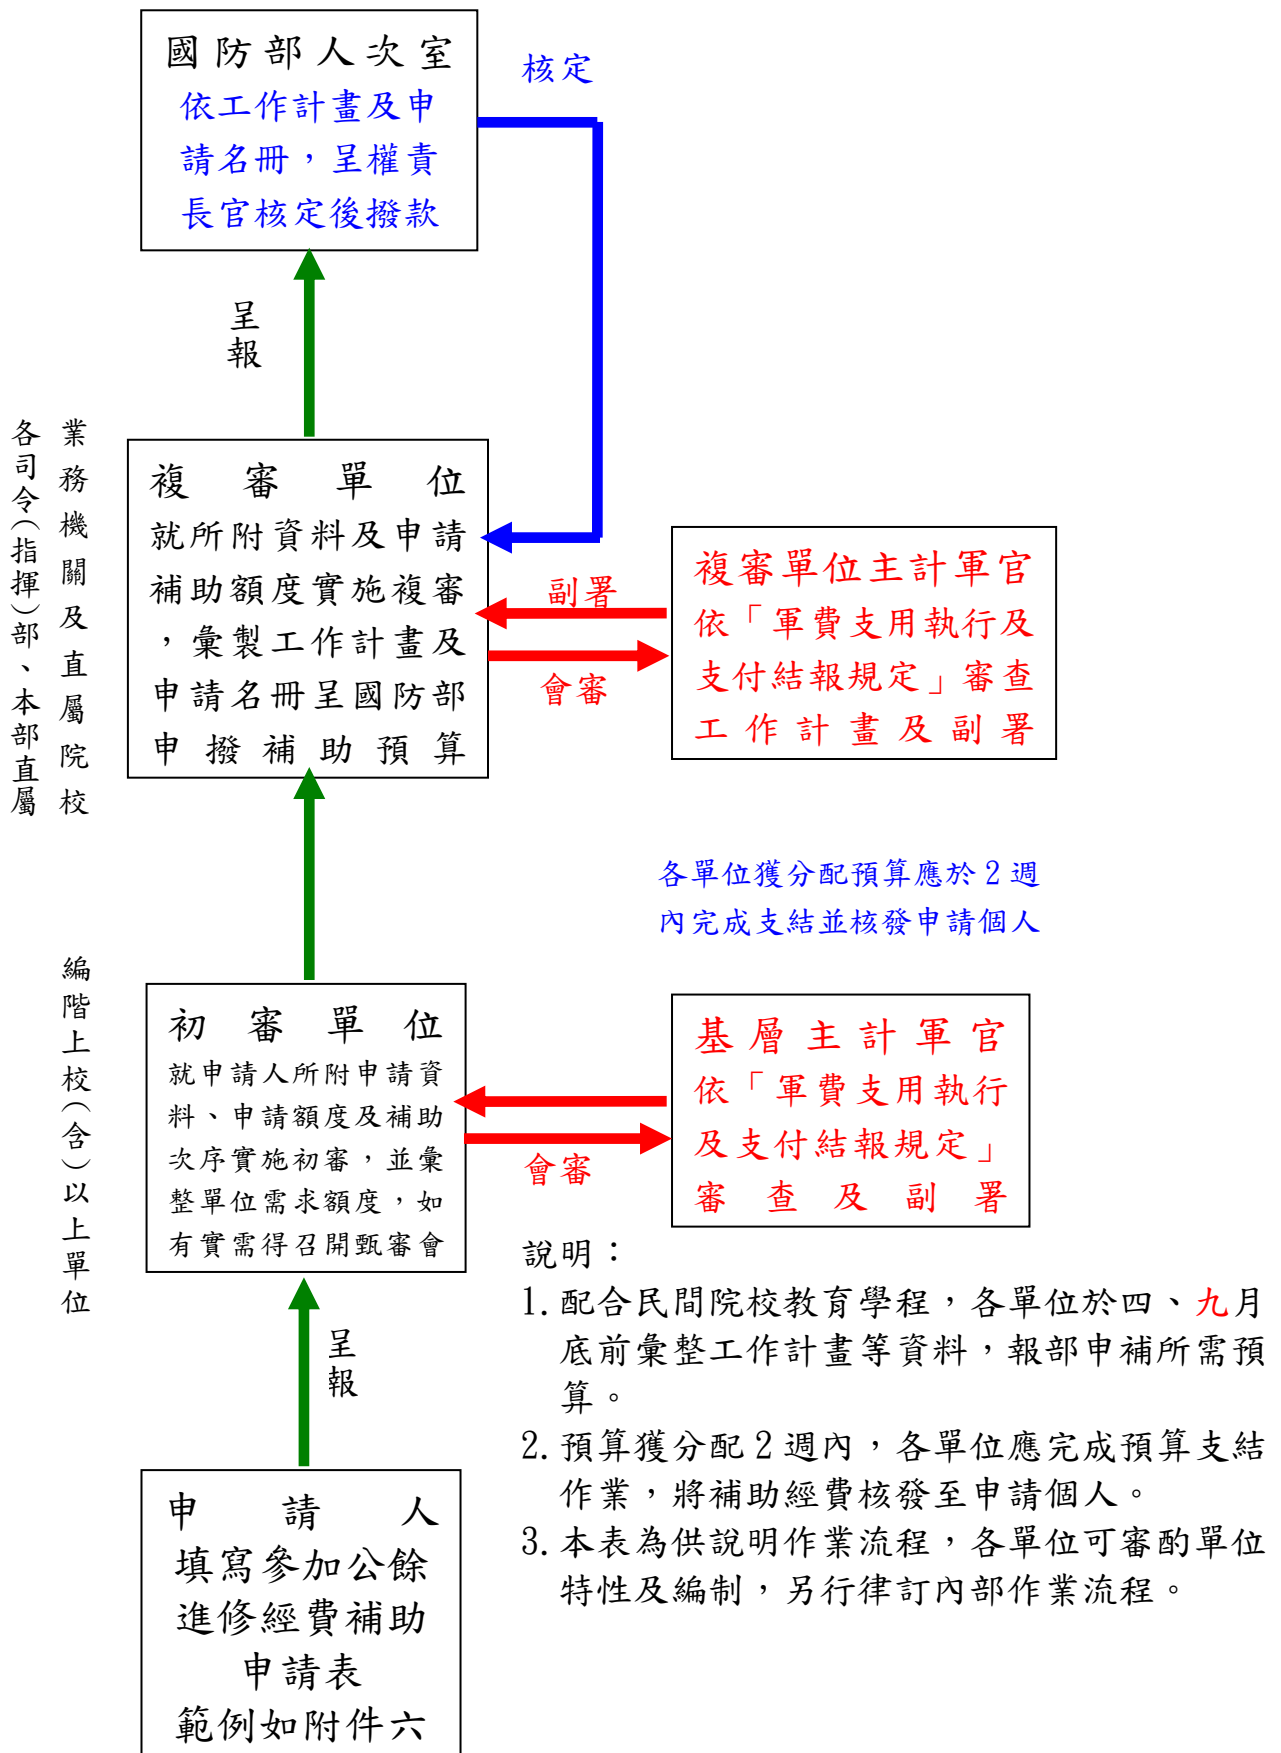 國防部人次室
依工作計畫及申
請名冊，呈權責
長官核定後撥款
核定
呈報
各司令（指揮）部、本部直屬
業務機關及直屬院校
複審單位
就所附資料及申請
補助額度實施複審
，彙製工作計畫及
申請名冊呈國防部
申撥補助預算
副署
會審
複審單位主計軍官
依「軍費支用執行及
支付結報規定」審查
工作計畫及副署
各單位獲分配預算應於2週
內完成支結並核發申請個人
編階上校（含）以上單位
初審單位
就申請人所附申請資
料、申請額度及補助
次序實施初審，並彙
整單位需求額度，如
有實需得召開甄審會
會審
基層主計軍官
依「軍費支用執行
及支付結報規定」
審查及副署
呈報
申請人
填寫參加公餘
進修經費補助
申請表
範例如附件六
說明：
1.配合民間院校教育學程，各單位於四、九月
底前彙整工作計畫等資料，報部申補所需預
算。
2.預算獲分配2週內，各單位應完成預算支結
作業，將補助經費核發至申請個人。
3.本表為供說明作業流程，各單位可審酌單位
特性及編制，另行律訂內部作業流程。